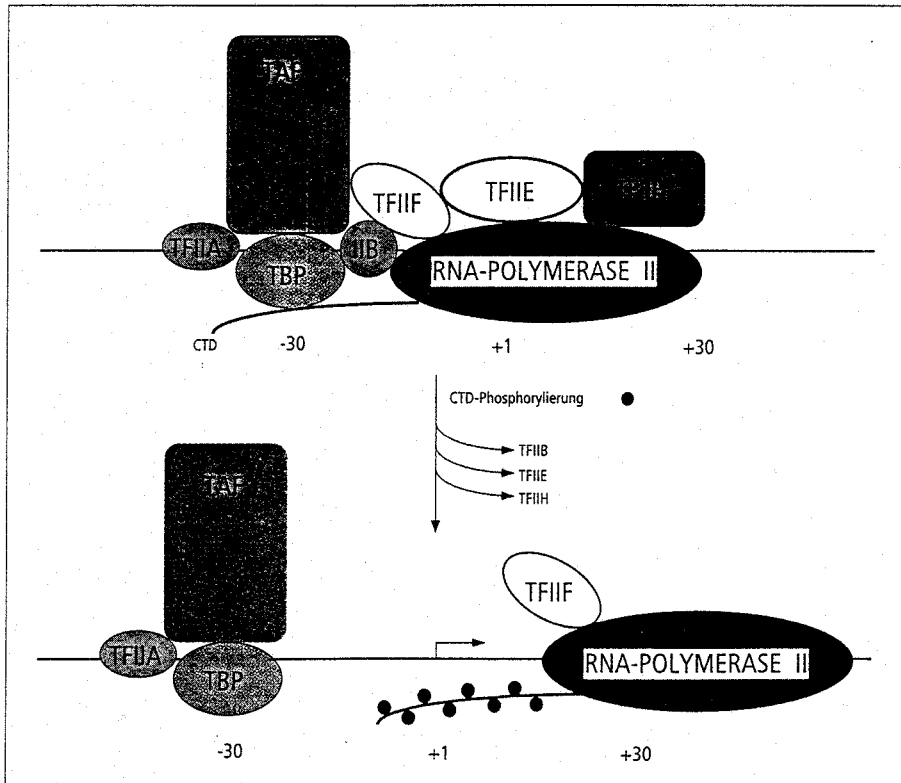 TAF
TFIIF
TFIIE
TFIIH
TFIIA
IIB
TBP
RNA-POLYMERASE II
CTD
-30
+1
+30
CTD-Phosphorylierung
TFIIB
TFIIE
TFIIH
TAF
TFIIF
TFIIA
TBP
RNA-POLYMERASE II
-30
+1
+30